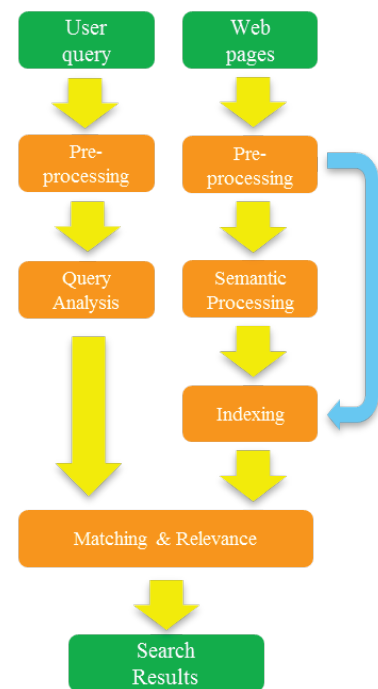 User
query
Web
pages
Pre-
processing
Pre-
processing
Query
Analysis
Semantic
Processing
Indexing
Matching & Relevance
Search
Results